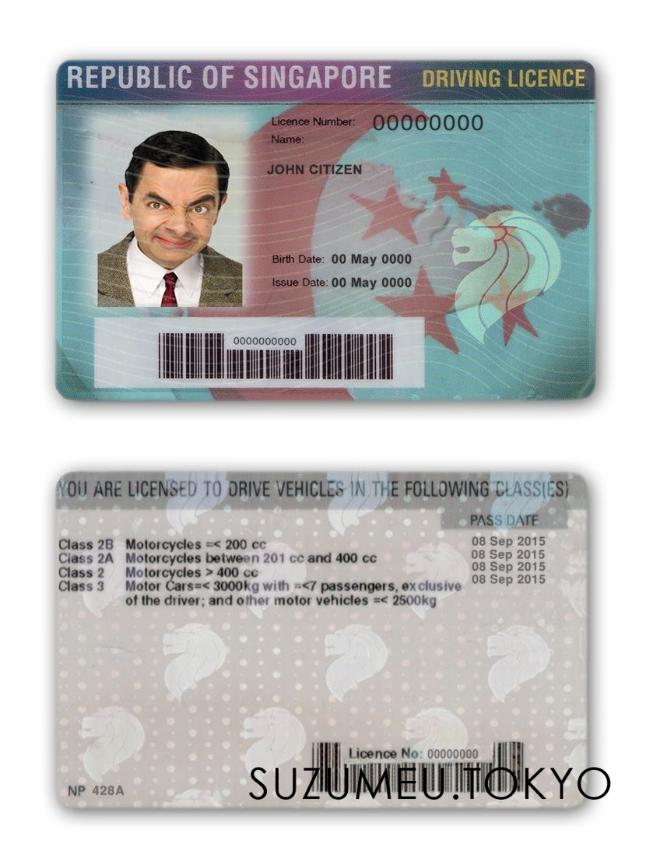 REPUBLIC OF SINGAPORE DRIVING LICENCE
Licence Number: 00000000
Name:
JOHN CITIZEN
Birth Date: 00 May 0000
Issue Date: 00 May 0000
0000000000
YOU ARE LICENSED TO DRIVE VEHICLES IN THE FOLLOWING CLASS(ES)
PASS DATE
Class 2B Motorcycles =< 200 cc 08 Sep 2015
Class 2A Motorcycles between 201 cc and 400 cc 08 Sep 2015
Class 2 Motorcycles > 400 cc 08 Sep 2015
Class 3 Motor Cars=< 3000kg with =<7 passengers, exclusive 08 Sep 2015
of the driver; and other motor vehicles =< 2500kg
Licence No: 00000000
NP 428A
SUZUMEU.TOKYO